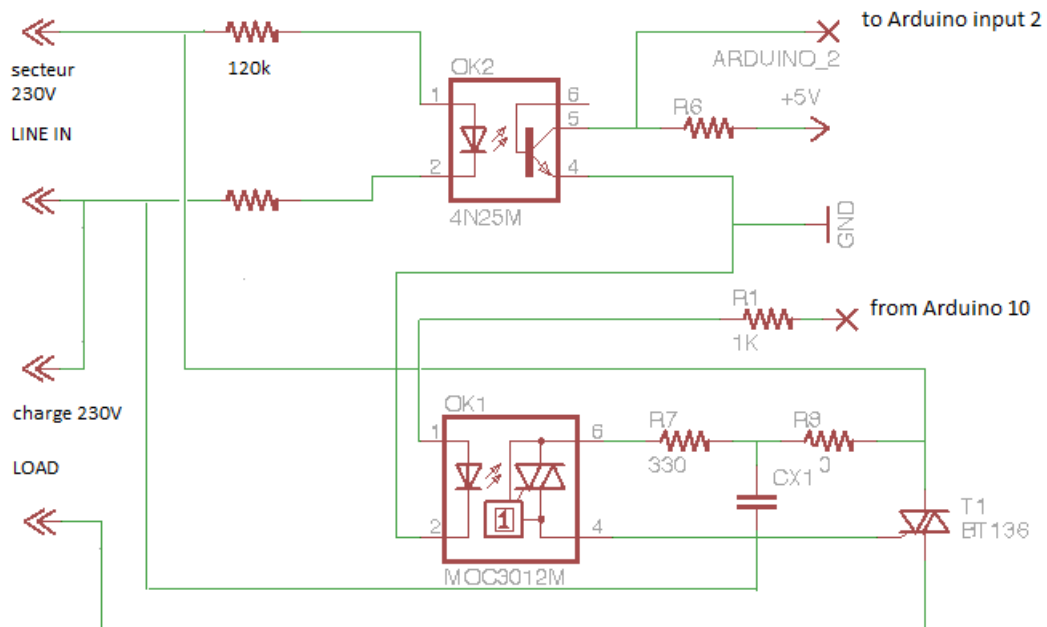 to Arduino input 2
ARDUINO_2
secteur
230V
120k
OK2
LINE IN
1
6
5
R6
+5V
2
4
4N25M
GND
R1
from Arduino 10
1K
charge 230V
OK1
LOAD
1
6
R7
R9
330
0
CX1
1
T1
BT136
2
4
MOC3012M